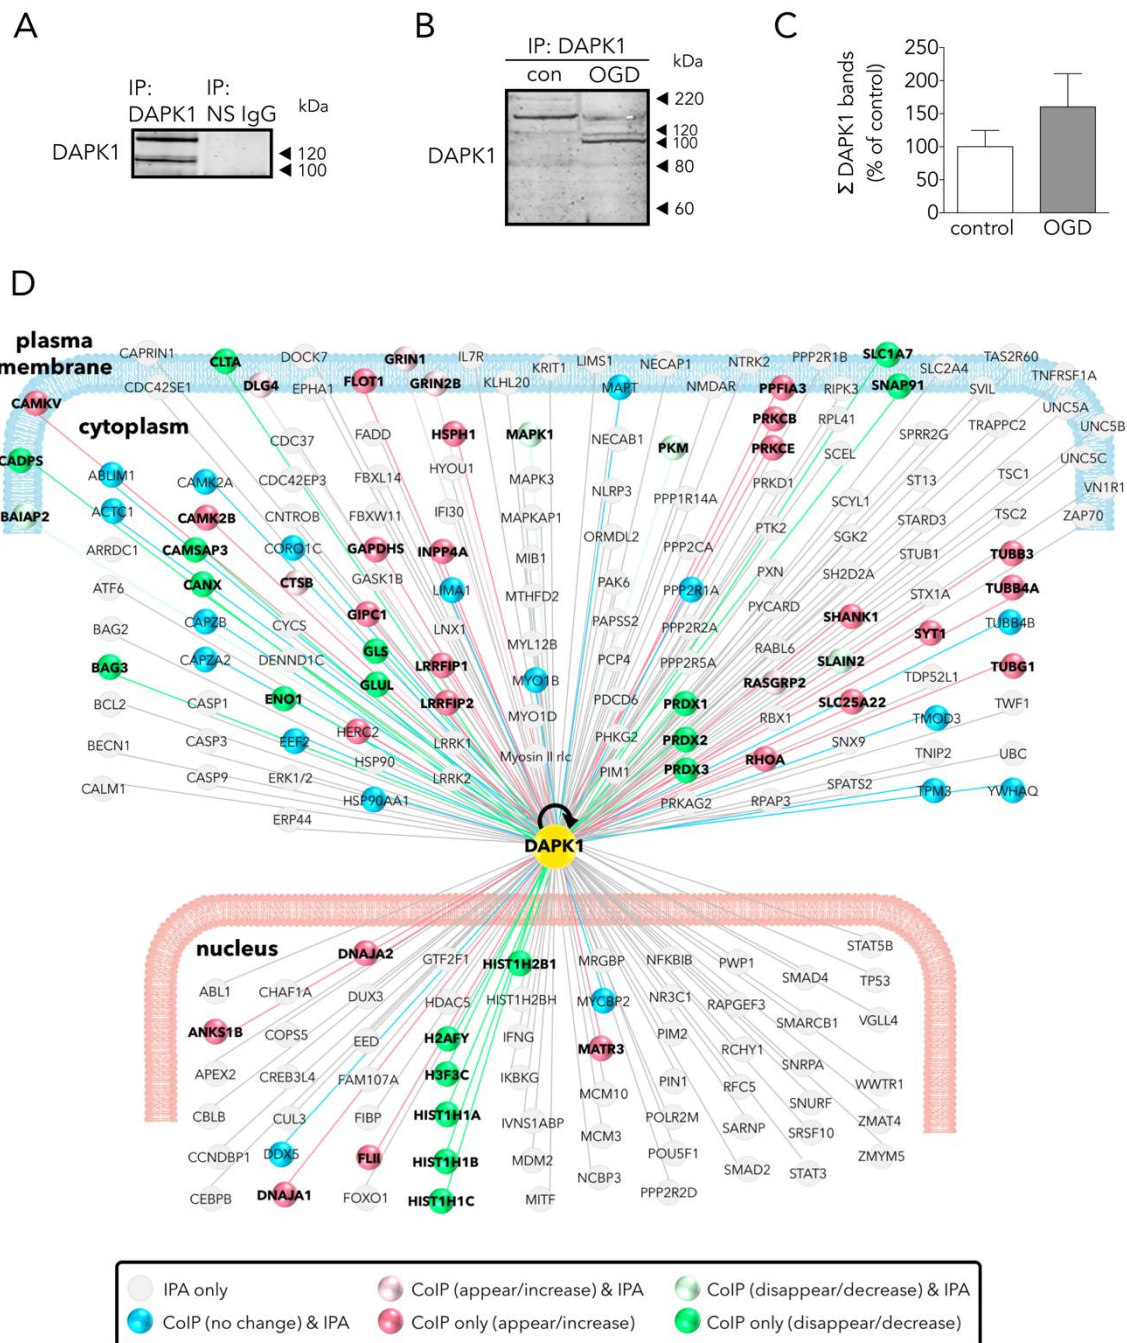 A
B
C
IP:
DAPK1
IP:
NS IgG
kDa
DAPK1
120
100
IP: DAPK1
con
OGD
kDa
220
120
100
80
60
DAPK1
Σ DAPK1 bands
(% of control)
250
200
150
100
50
0
control
OGD
D
plasma
membrane
CAPRIN1
CLTA
DOCK7
GRIN1
IL7R
KRIT1
LIMS1
NECAP1
NTRK2
PPP2R1B
SLC1A7
SLC2A4
TAS2R60
TNFRSF1A
CDC42SE1
DLG4
EPHA1
FLOT1
GRIN2B
KLHL20
MAPT
NMDAR
PPFIA3
RIPK3
SNAP91
SVIL
UNC5A
CAMKV
cytoplasm
CDC37
FADD
HSPH1
MAPK1
NECAB1
PKM
PRKCB
RPL41
SPRR2G
TRAPPC2
UNC5B
CADPS
ABLIM1
CAMK2A
CDC42EP3
FBXL14
HYOU1
MAPK3
NLRP3
PPP1R14A
PRKCE
PRKD1
SCEL
ST13
TSC1
UNC5C
VN1R1
BAIAP2
ACTC1
CAMK2B
CNTROB
FBXW11
IFI30
MAPKAP1
ORMDL2
PPP2CA
PTK2
SCYL1
STARD3
TSC2
ZAP70
ARRDC1
CAMSAP3
CORO1C
GAPDHS
INPP4A
MIB1
PAK6
PPP2R1A
PXN
SGK2
STUB1
TUBB3
ATF6
CANX
CTSB
GASK1B
LIMA1
MTHFD2
PAPSS2
PPP2R2A
PYCARD
SH2D2A
STX1A
TUBB4A
BAG2
CAPZB
CYCS
GIPC1
LNX1
MYL12B
PCP4
PPP2R5A
RABL6
SHANK1
SYT1
TUBB4B
BAG3
CAPZA2
DENND1C
GLS
LRRFIP1
MYO1B
PDCD6
PRDX1
RASGRP2
SLAIN2
TDP52L1
TUBG1
BCL2
CASP1
ENO1
GLUL
LRRFIP2
MYO1D
PHKG2
PRDX2
RBX1
SLC25A22
TMOD3
TWF1
BECN1
CASP3
EEF2
HERC2
LRRK1
Myosin II rlc
PIM1
PRDX3
RHOA
SNX9
TNIP2
UBC
CALM1
CASP9
ERK1/2
HSP90
LRRK2
PRKAG2
RPAP3
SPATS2
TPM3
YWHAQ
ERP44
HSP90AA1
DAPK1
nucleus
DNAJA2
GTF2F1
HIST1H2B1
MRGBP
NFKBIB
PWP1
SMAD4
STAT5B
TP53
ABL1
CHAF1A
DUX3
HDAC5
HIST1H2BH
MYCBP2
NR3C1
RAPGEF3
SMARCB1
VGLL4
ANKS1B
COPS5
EED
H2AFY
IFNG
MATR3
PIM2
RCHY1
SNRPA
WWTR1
APEX2
CREB3L4
FAM107A
H3F3C
IKBKG
MCM10
PIN1
RFC5
SNURF
ZMAT4
CBLB
CUL3
FIBP
HIST1H1A
IVNS1ABP
MCM3
POLR2M
SARNP
SRSF10
ZMYM5
CCNDBP1
DDX5
FLII
HIST1H1B
MDM2
NCBP3
POU5F1
SMAD2
STAT3
CEBPB
DNAJA1
FOXO1
HIST1H1C
MITF
PPP2R2D
IPA only
CoIP (appear/increase) & IPA
CoIP (disappear/decrease) & IPA
CoIP (no change) & IPA
CoIP only (appear/increase)
CoIP only (disappear/decrease)